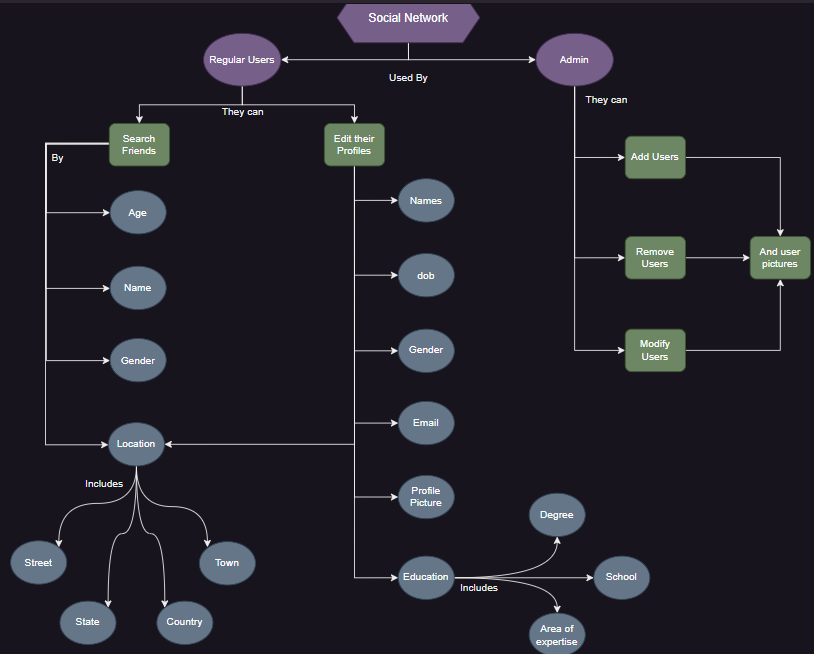 Social Network
Regular Users
Admin
Used By
They can
They can
Search
Friends
Edit their
Profiles
By
Add Users
Age
Names
Remove
Users
And user
pictures
Name
dob
Gender
Gender
Modify
Users
Location
Email
Includes
Profile
Picture
Degree
Street
Town
Education
School
Includes
State
Country
Area of
expertise